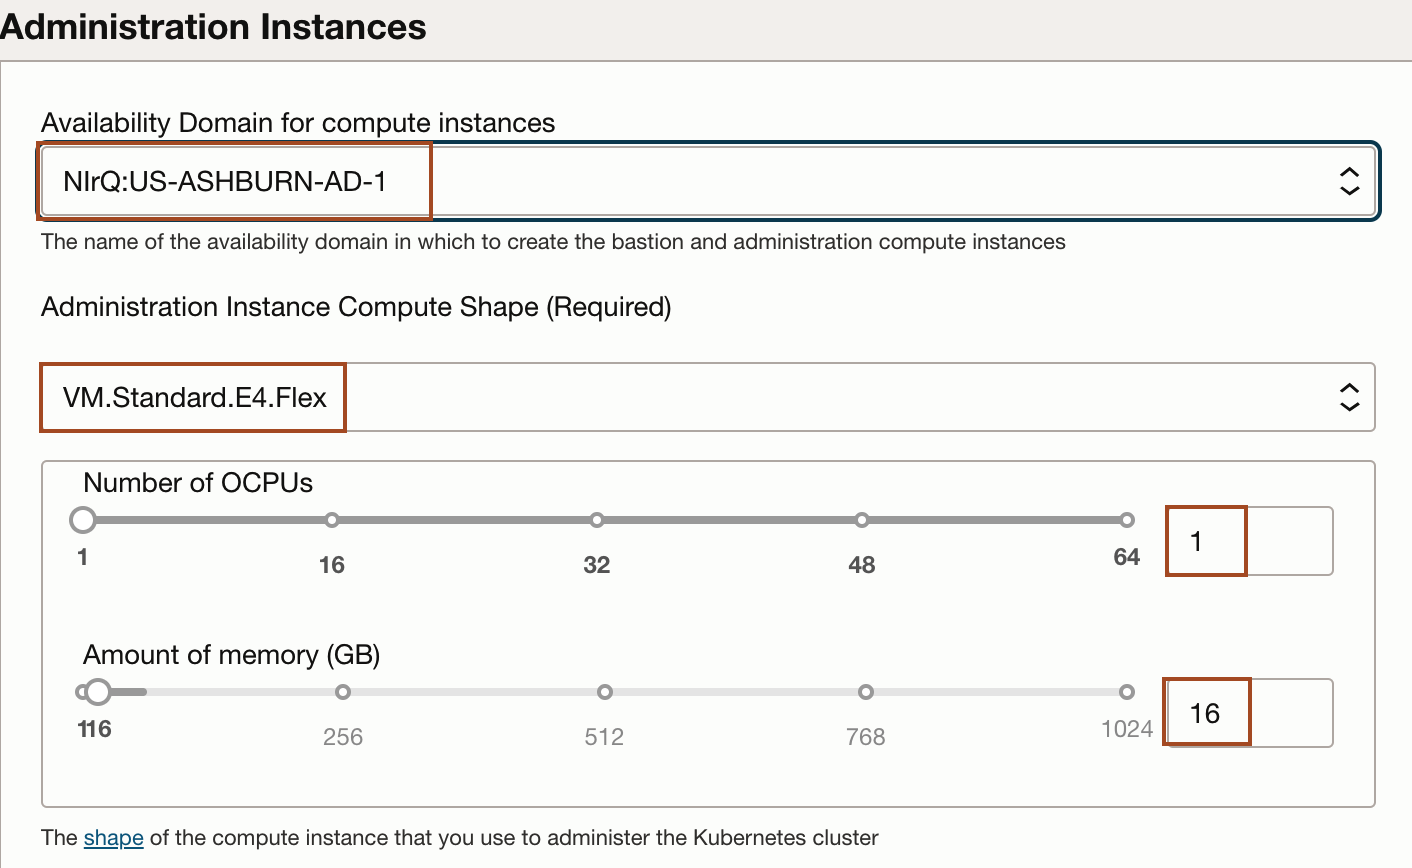 Administration Instances
Availability Domain for compute instances
NIrQ:US-ASHBURN-AD-1
The name of the availability domain in which to create the bastion and administration compute instances
Administration Instance Compute Shape (Required)
VM.Standard.E4.Flex
Number of OCPUs
1 16 32 48 64
1
Amount of memory (GB)
116 256 512 768 1024
16
The shape of the compute instance that you use to administer the Kubernetes cluster